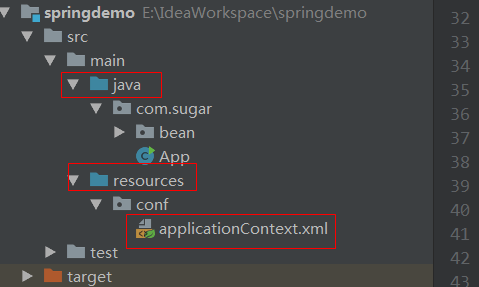 springdemo E:\IdeaWorkspace\springdemo
src
main
java
com.sugar
bean
App
resources
conf
applicationContext.xml
test
target
32
33
34
35
36
37
38
39
40
41
42
43